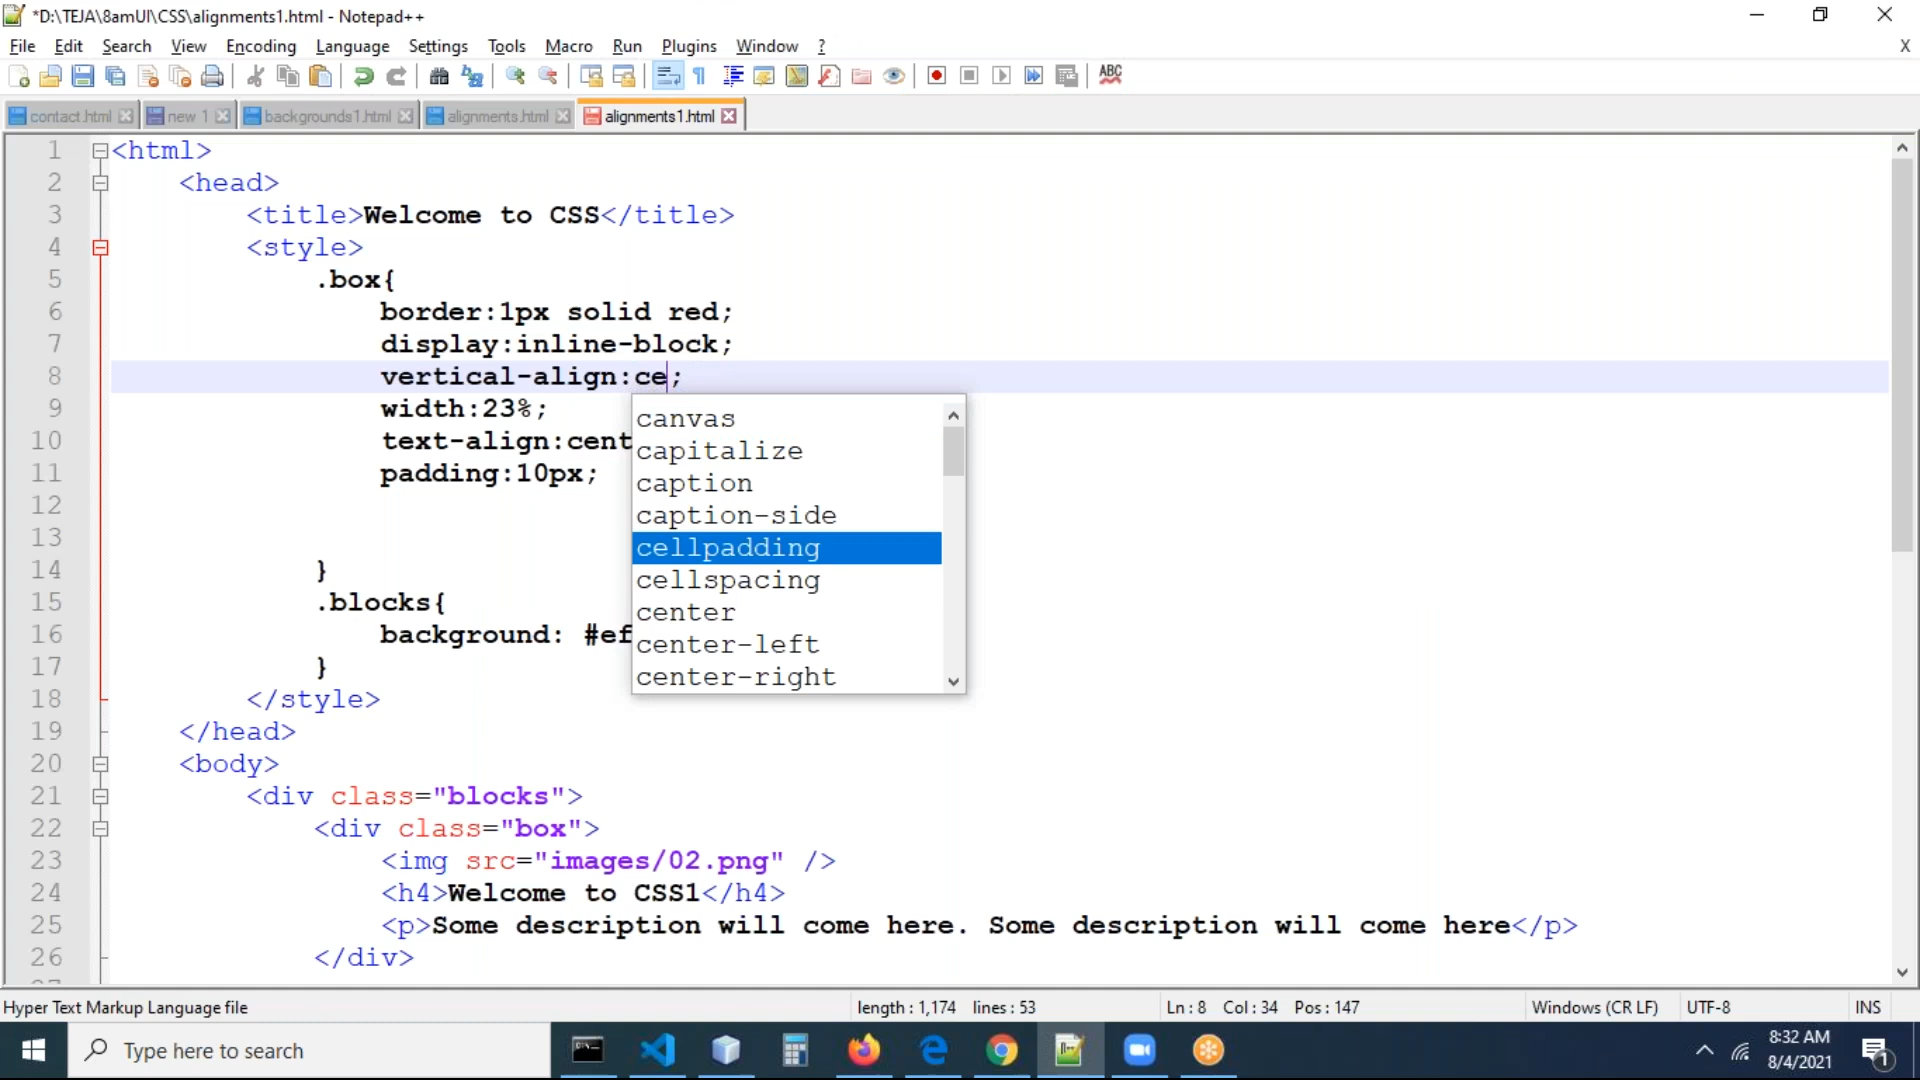 *D:\TEJA\8amUI\CSS\alignments1.html - Notepad++
File Edit Search View Encoding Language Settings Tools Macro Run Plugins Window ? X
ABC
contact.html new 1 backgrounds1.html alignments.html alignments1.html
1 <html>
2 <head>
3 <title>Welcome to CSS</title>
4 <style>
5 .box{
6 border:1px solid red;
7 display:inline-block;
8 vertical-align:ce;
9 width:23%;
10 text-align:cent
11 padding:10px;
12
13
14 }
15 .blocks{
16 background: #ef
17 }
18 </style>
19 </head>
20 <body>
21 <div class="blocks">
22 <div class="box">
23 <img src="images/02.png" />
24 <h4>Welcome to CSS1</h4>
25 <p>Some description will come here. Some description will come here</p>
26 </div>
canvas
capitalize
caption
caption-side
cellpadding
cellspacing
center
center-left
center-right
Hyper Text Markup Language file length : 1,174 lines : 53 Ln : 8 Col : 34 Pos : 147 Windows (CR LF) UTF-8 INS
Type here to search
8:32 AM
8/4/2021
1